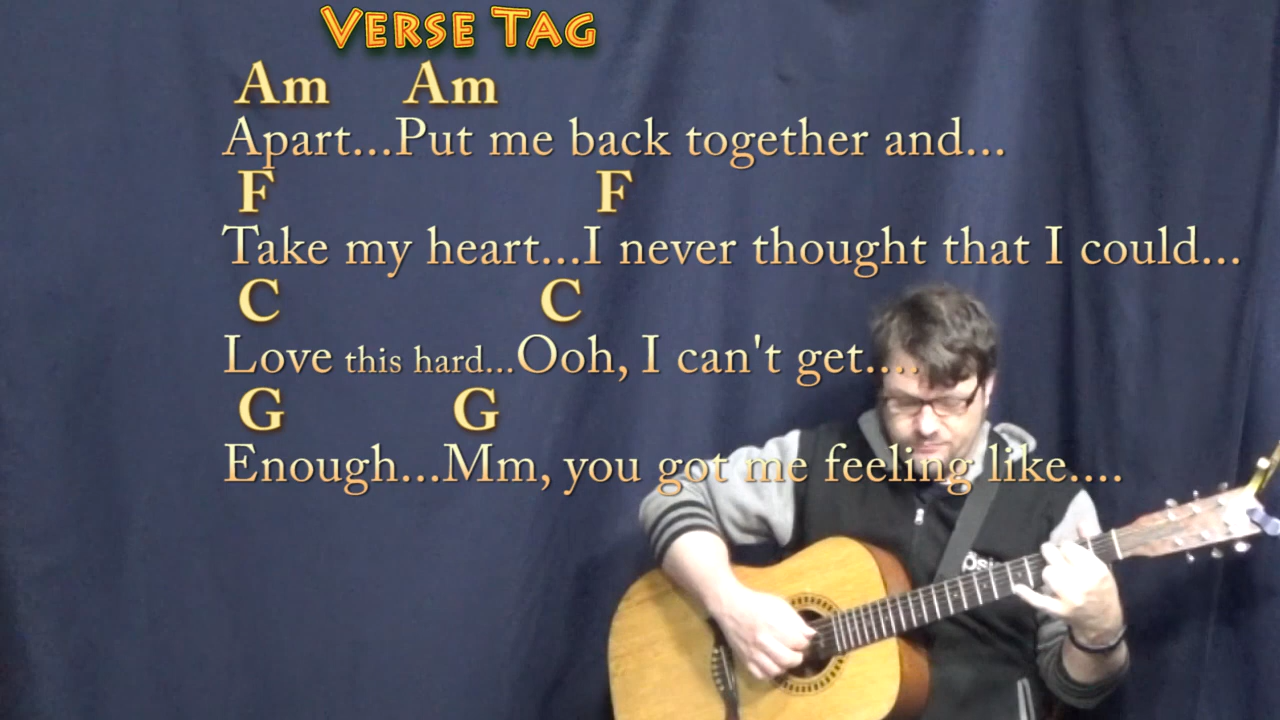 VERSE TAG
Am Am
Apart...Put me back together and...
F F
Take my heart...I never thought that I could...
C C
Love this hard...Ooh, I can't get....
G G
Enough...Mm, you got me feeling like....